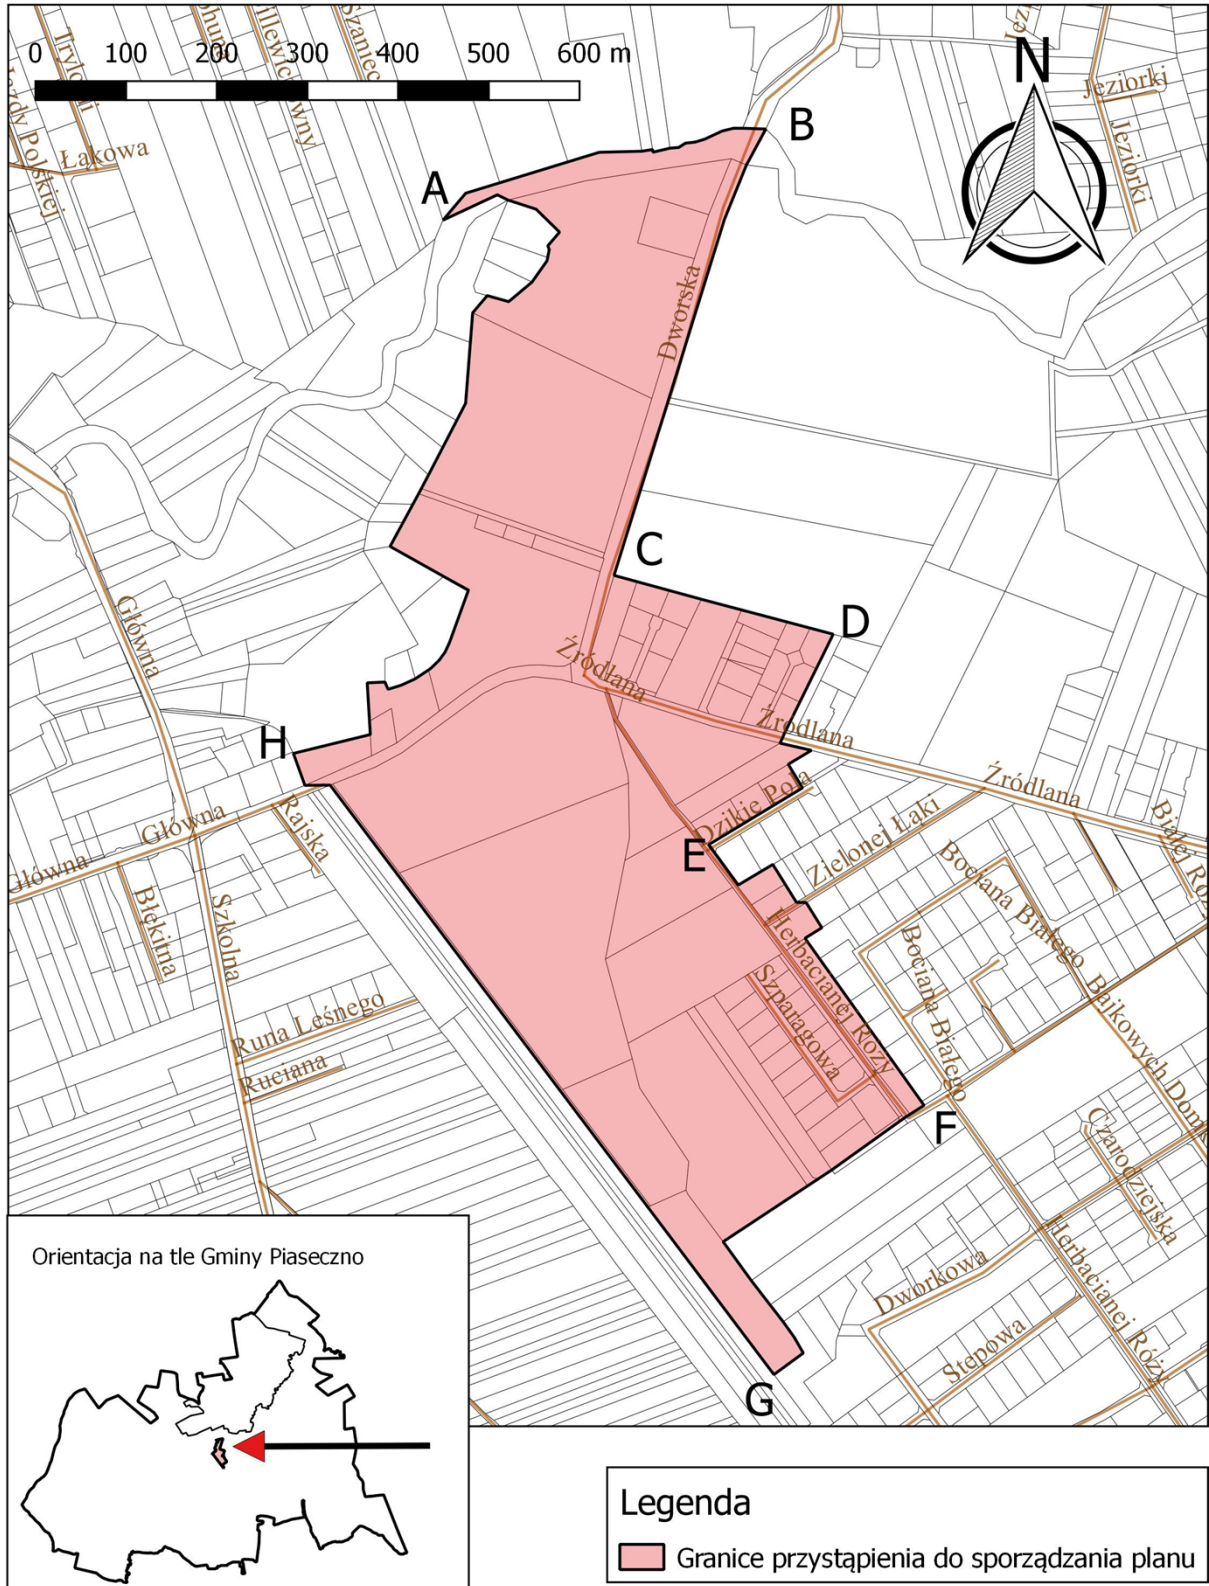 0 100 200 300 400 500 600 m
Szaniec
Łąkowa
N
Jeziorki
Jeziorki
A
B
Dworska
C
D
Źródlana
Źródlana
Źródlana
Główna
H
Główna
Główna
Rajska
Błękitna
Szkolna
Dzikie Pola
E
Zielonej Łąki
Bociana Białego
Bociana Białego
Herbacianej Róży
Szparagowa
Runa Leśnego
Ruciana
F
Czarodziejska
Dworkowa
Stepowa
Herbacianej Róży
G
Orientacja na tle Gminy Piaseczno
Legenda
Granice przystąpienia do sporządzania planu